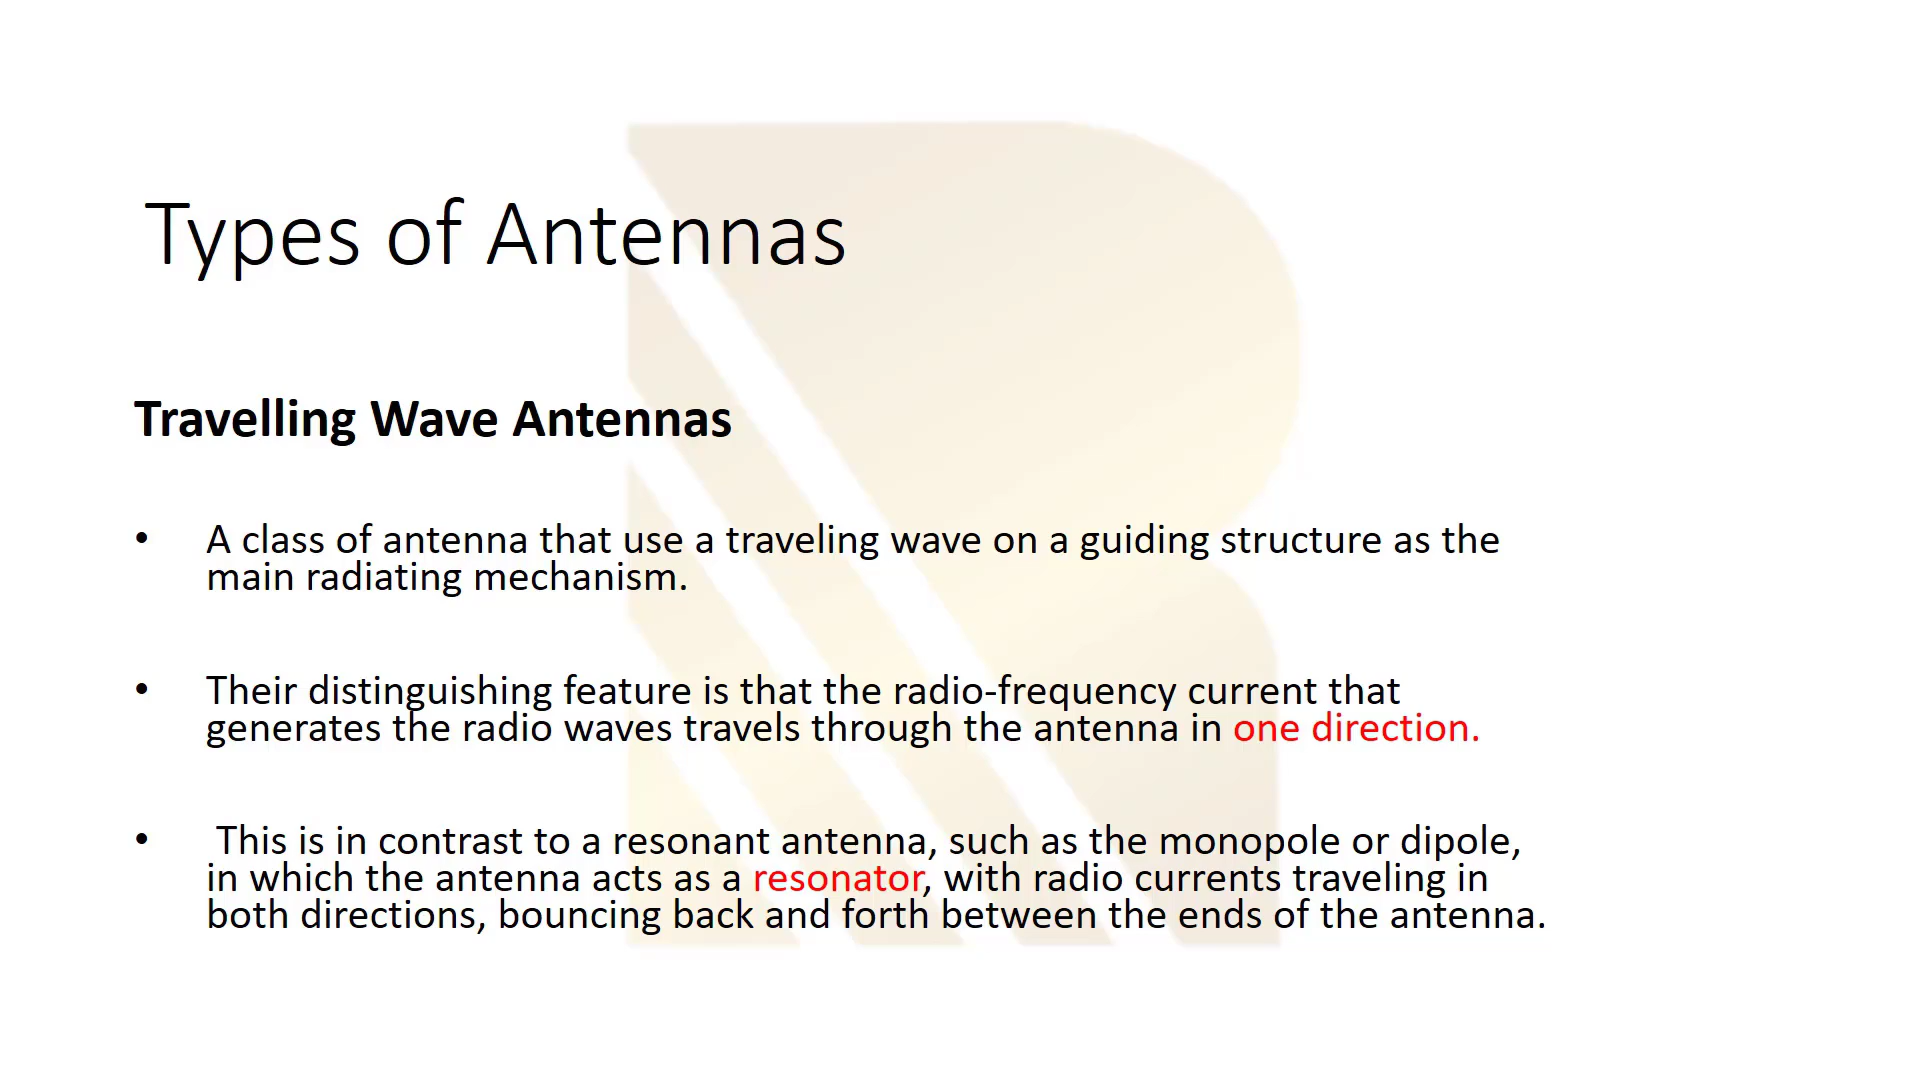 Types of Antennas
Travelling Wave Antennas
• A class of antenna that use a traveling wave on a guiding structure as the
main radiating mechanism.
• Their distinguishing feature is that the radio-frequency current that
generates the radio waves travels through the antenna in one direction.
• This is in contrast to a resonant antenna, such as the monopole or dipole,
in which the antenna acts as a resonator, with radio currents traveling in
both directions, bouncing back and forth between the ends of the antenna.